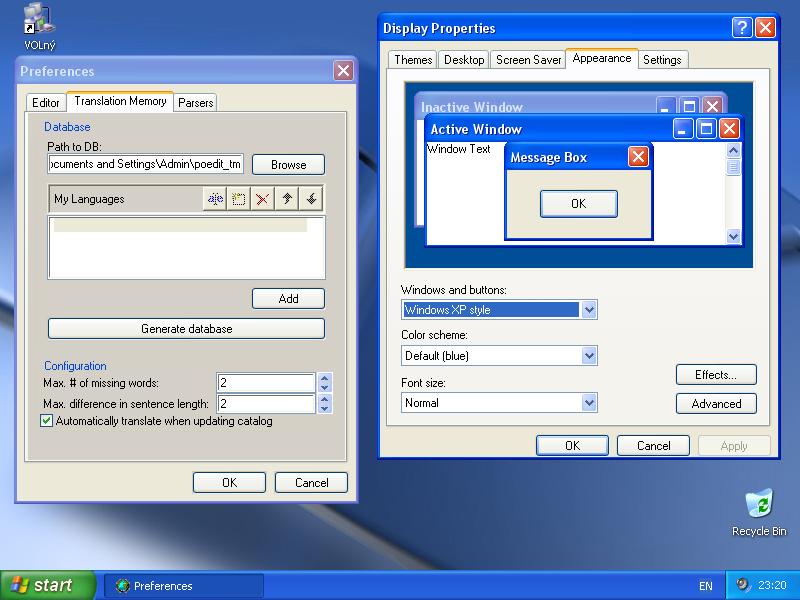 VOLný
Preferences
Editor
Translation Memory
Parsers
Database
Path to DB:
ocuments and Settings\Admin\poedit_tm
Browse
My Languages
Add
Generate database
Configuration
Max. # of missing words:
2
Max. difference in sentence length:
2
Automatically translate when updating catalog
OK
Cancel
Display Properties
Themes
Desktop
Screen Saver
Appearance
Settings
Inactive Window
Active Window
Window Text
Message Box
OK
Windows and buttons:
Windows XP style
Color scheme:
Default (blue)
Font size:
Normal
Effects...
Advanced
OK
Cancel
Apply
Recycle Bin
start
Preferences
EN
23:20